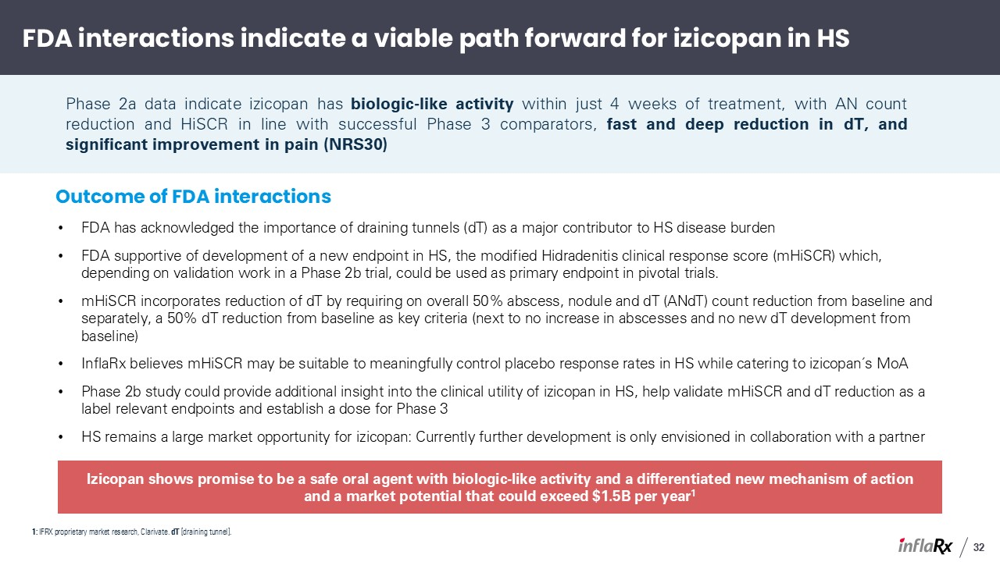 FDA interactions indicate a viable path forward for izicopan in HS
Phase 2a data indicate izicopan has biologic-like activity within just 4 weeks of treatment, with AN count
reduction and HiSCR in line with successful Phase 3 comparators, fast and deep reduction in dT, and
significant improvement in pain (NRS30)
Outcome of FDA interactions
• FDA has acknowledged the importance of draining tunnels (dT) as a major contributor to HS disease burden
• FDA supportive of development of a new endpoint in HS, the modified Hidradenitis clinical response score (mHiSCR) which,
depending on validation work in a Phase 2b trial, could be used as primary endpoint in pivotal trials.
• mHiSCR incorporates reduction of dT by requiring on overall 50% abscess, nodule and dT (ANdT) count reduction from baseline and
separately, a 50% dT reduction from baseline as key criteria (next to no increase in abscesses and no new dT development from
baseline)
• InflaRx believes mHiSCR may be suitable to meaningfully control placebo response rates in HS while catering to izicopan´s MoA
• Phase 2b study could provide additional insight into the clinical utility of izicopan in HS, help validate mHiSCR and dT reduction as a
label relevant endpoints and establish a dose for Phase 3
• HS remains a large market opportunity for izicopan: Currently further development is only envisioned in collaboration with a partner
Izicopan shows promise to be a safe oral agent with biologic-like activity and a differentiated new mechanism of action
and a market potential that could exceed $1.5B per year1
1: IFRX proprietary market research, Clarivate. dT [draining tunnel].
inflaRx / 32